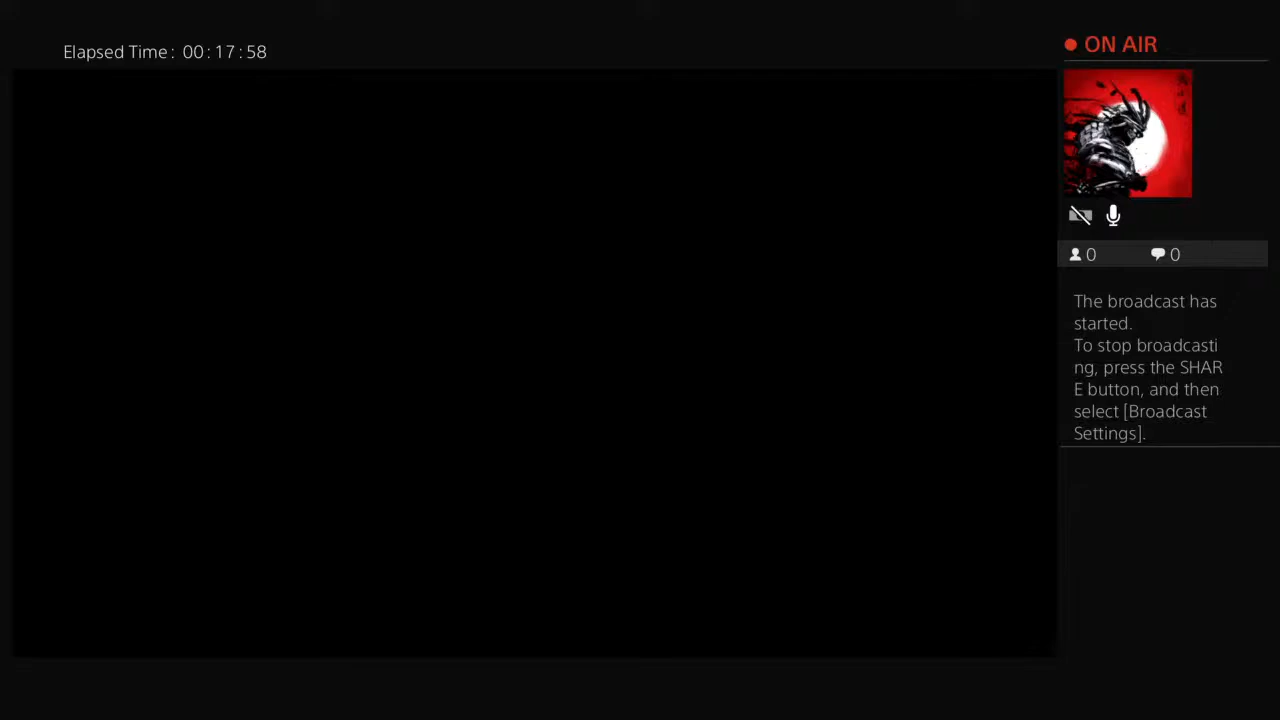 Elapsed Time: 00:17:58
ON AIR
0 0
The broadcast has
started.
To stop broadcasti
ng, press the SHAR
E button, and then
select [Broadcast
Settings].